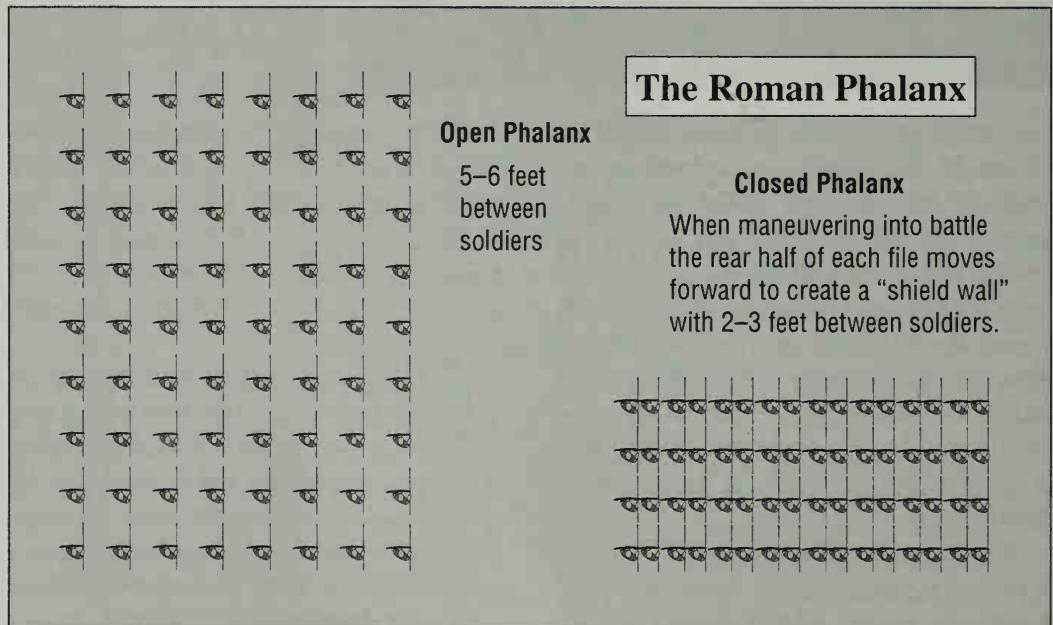 The Roman Phalanx
Open Phalanx
5–6 feet
between
soldiers
Closed Phalanx
When maneuvering into battle
the rear half of each file moves
forward to create a “shield wall”
with 2–3 feet between soldiers.